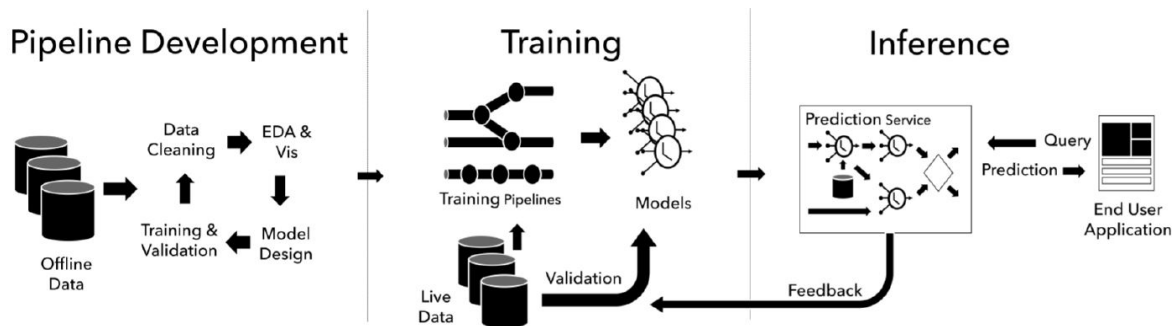 Pipeline Development
Training
Inference
Data
Cleaning
EDA &
Vis
Training &
Validation
Model
Design
Offline
Data
Training Pipelines
Models
Live
Data
Validation
Prediction Service
Query
Prediction
End User
Application
Feedback